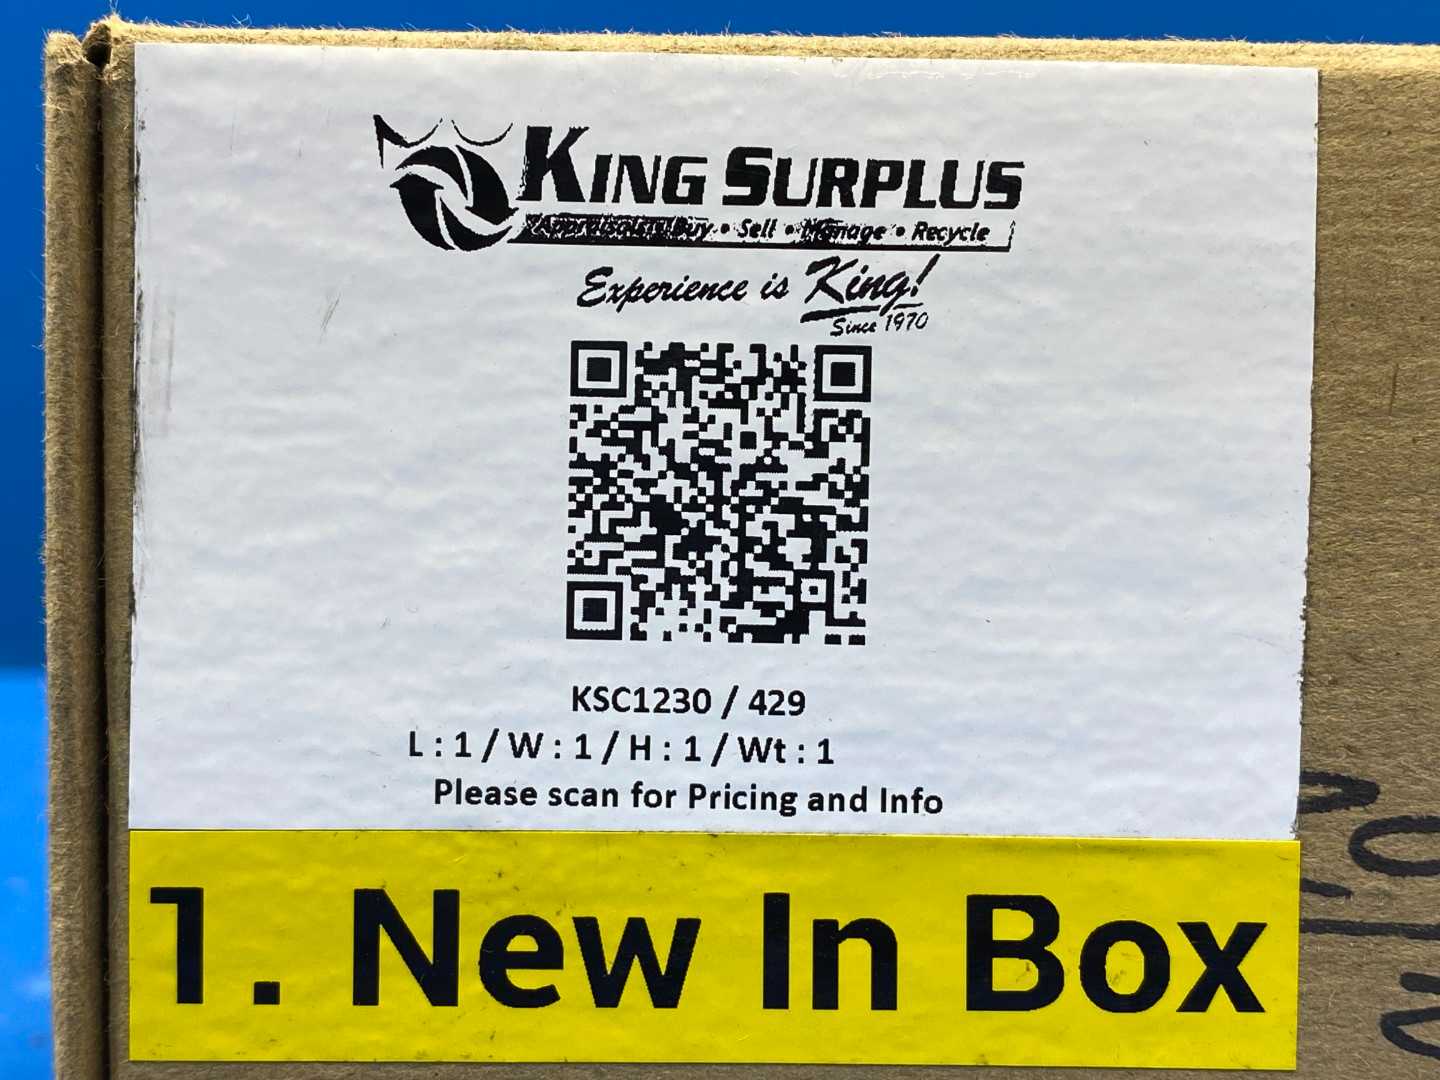 KING SURPLUS
Appraisals • Buy • Sell • Manage • Recycle
Experience is King!
Since 1970
KSC1230 / 429
L : 1 / W : 1 / H : 1 / Wt : 1
Please scan for Pricing and Info
1. New In Box